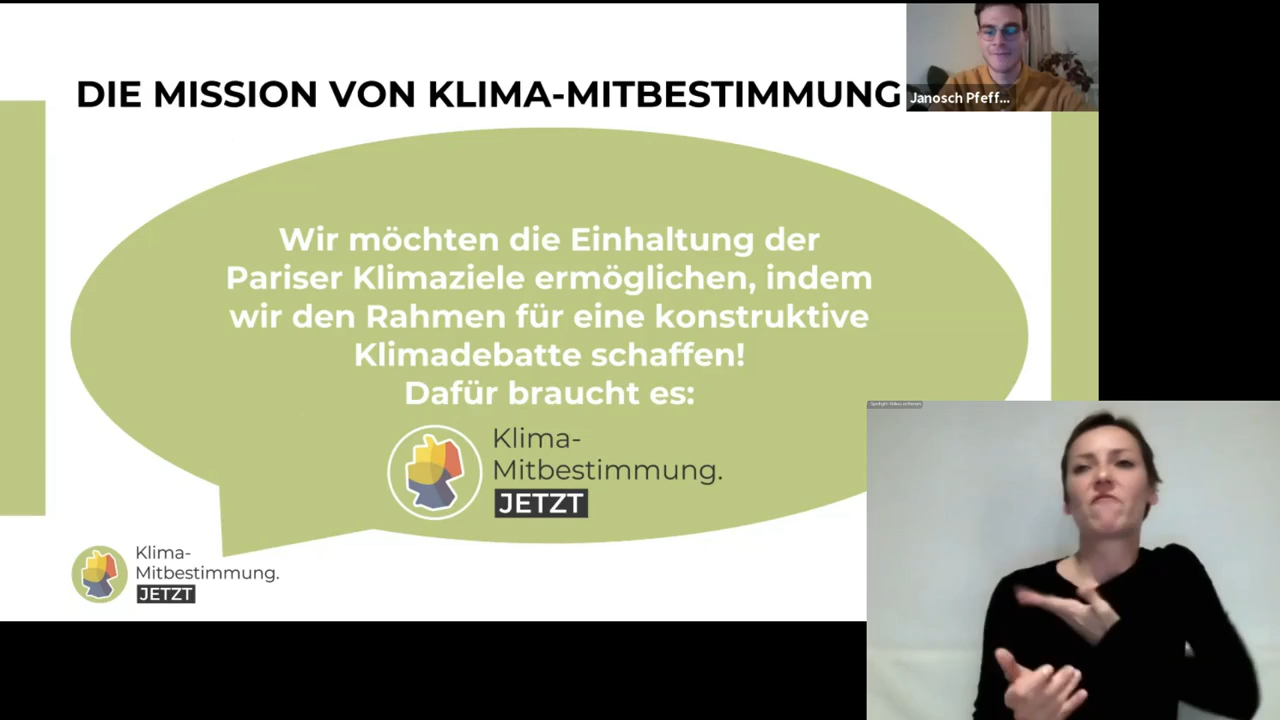 DIE MISSION VON KLIMA-MITBESTIMMUNG
Janosch Pfeff...
Wir möchten die Einhaltung der
Pariser Klimaziele ermöglichen, indem
wir den Rahmen für eine konstruktive
Klimadebatte schaffen!
Dafür braucht es:
Klima-
Mitbestimmung.
JETZT
Klima-
Mitbestimmung.
JETZT